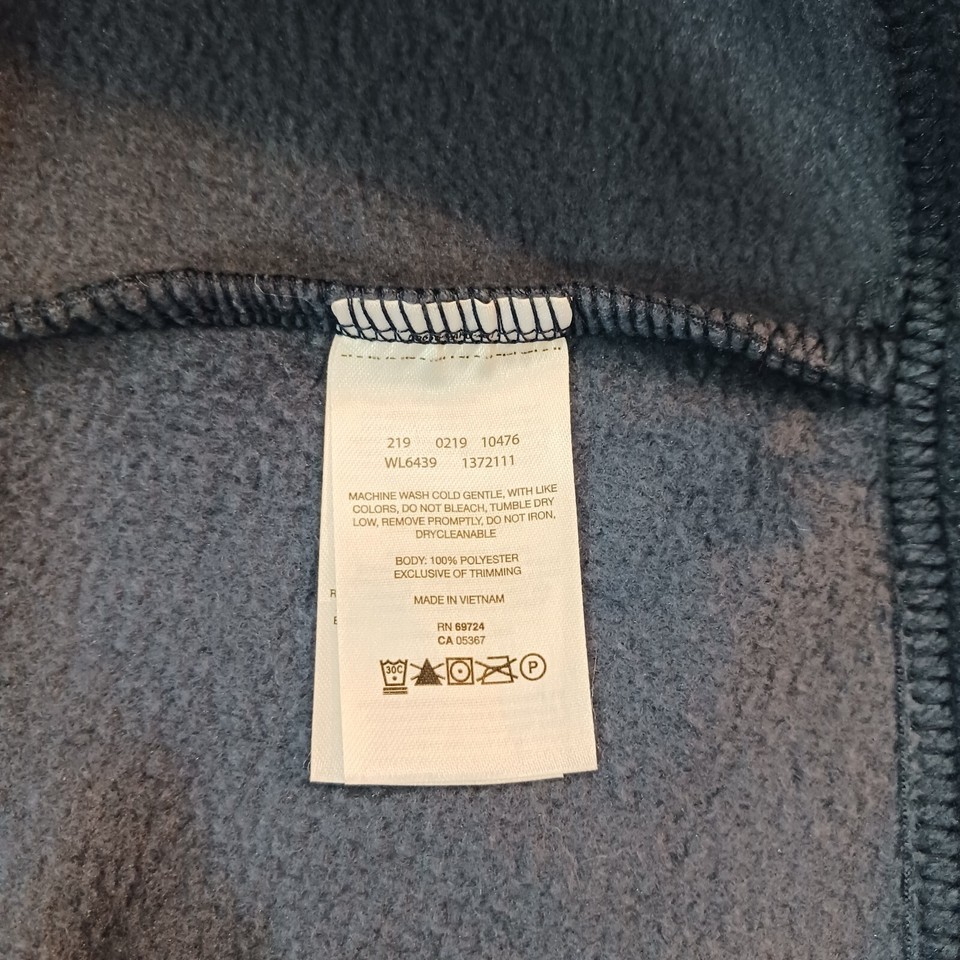 219 0219 10476
WL6439 1372111
MACHINE WASH COLD GENTLE, WITH LIKE
COLORS, DO NOT BLEACH, TUMBLE DRY
LOW, REMOVE PROMPTLY, DO NOT IRON,
DRYCLEANABLE
BODY: 100% POLYESTER
EXCLUSIVE OF TRIMMING
MADE IN VIETNAM
RN 69724
CA 05367
30C P